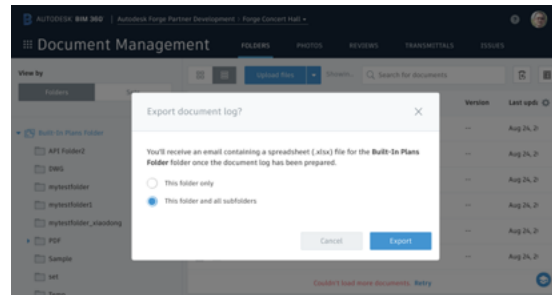 AUTODESK BIM 360 Autodesk Forge Partner Development : Forge Concert Hall
Document Management
FOLDERS PHOTOS REVIEWS TRANSMITTALS ISSUES
View by
Folders
Upload files
Search for documents
Version Last upda
Export document log?
You'll receive an email containing a spreadsheet (.xlsx) file for the Built-In Plans
Folder folder once the document log has been prepared.
This folder only
This folder and all subfolders
Cancel Export
Built-In Plans Folder
API Folder2
DWG
mytestfolder
mytestfolder2
mytestfolder_xiaodong
PDF
Sample
set
-- Aug 24, 2
-- Aug 24, 2
-- Aug 24, 2
-- Aug 24, 2
-- Aug 24, 2
Couldn't load more documents. Retry